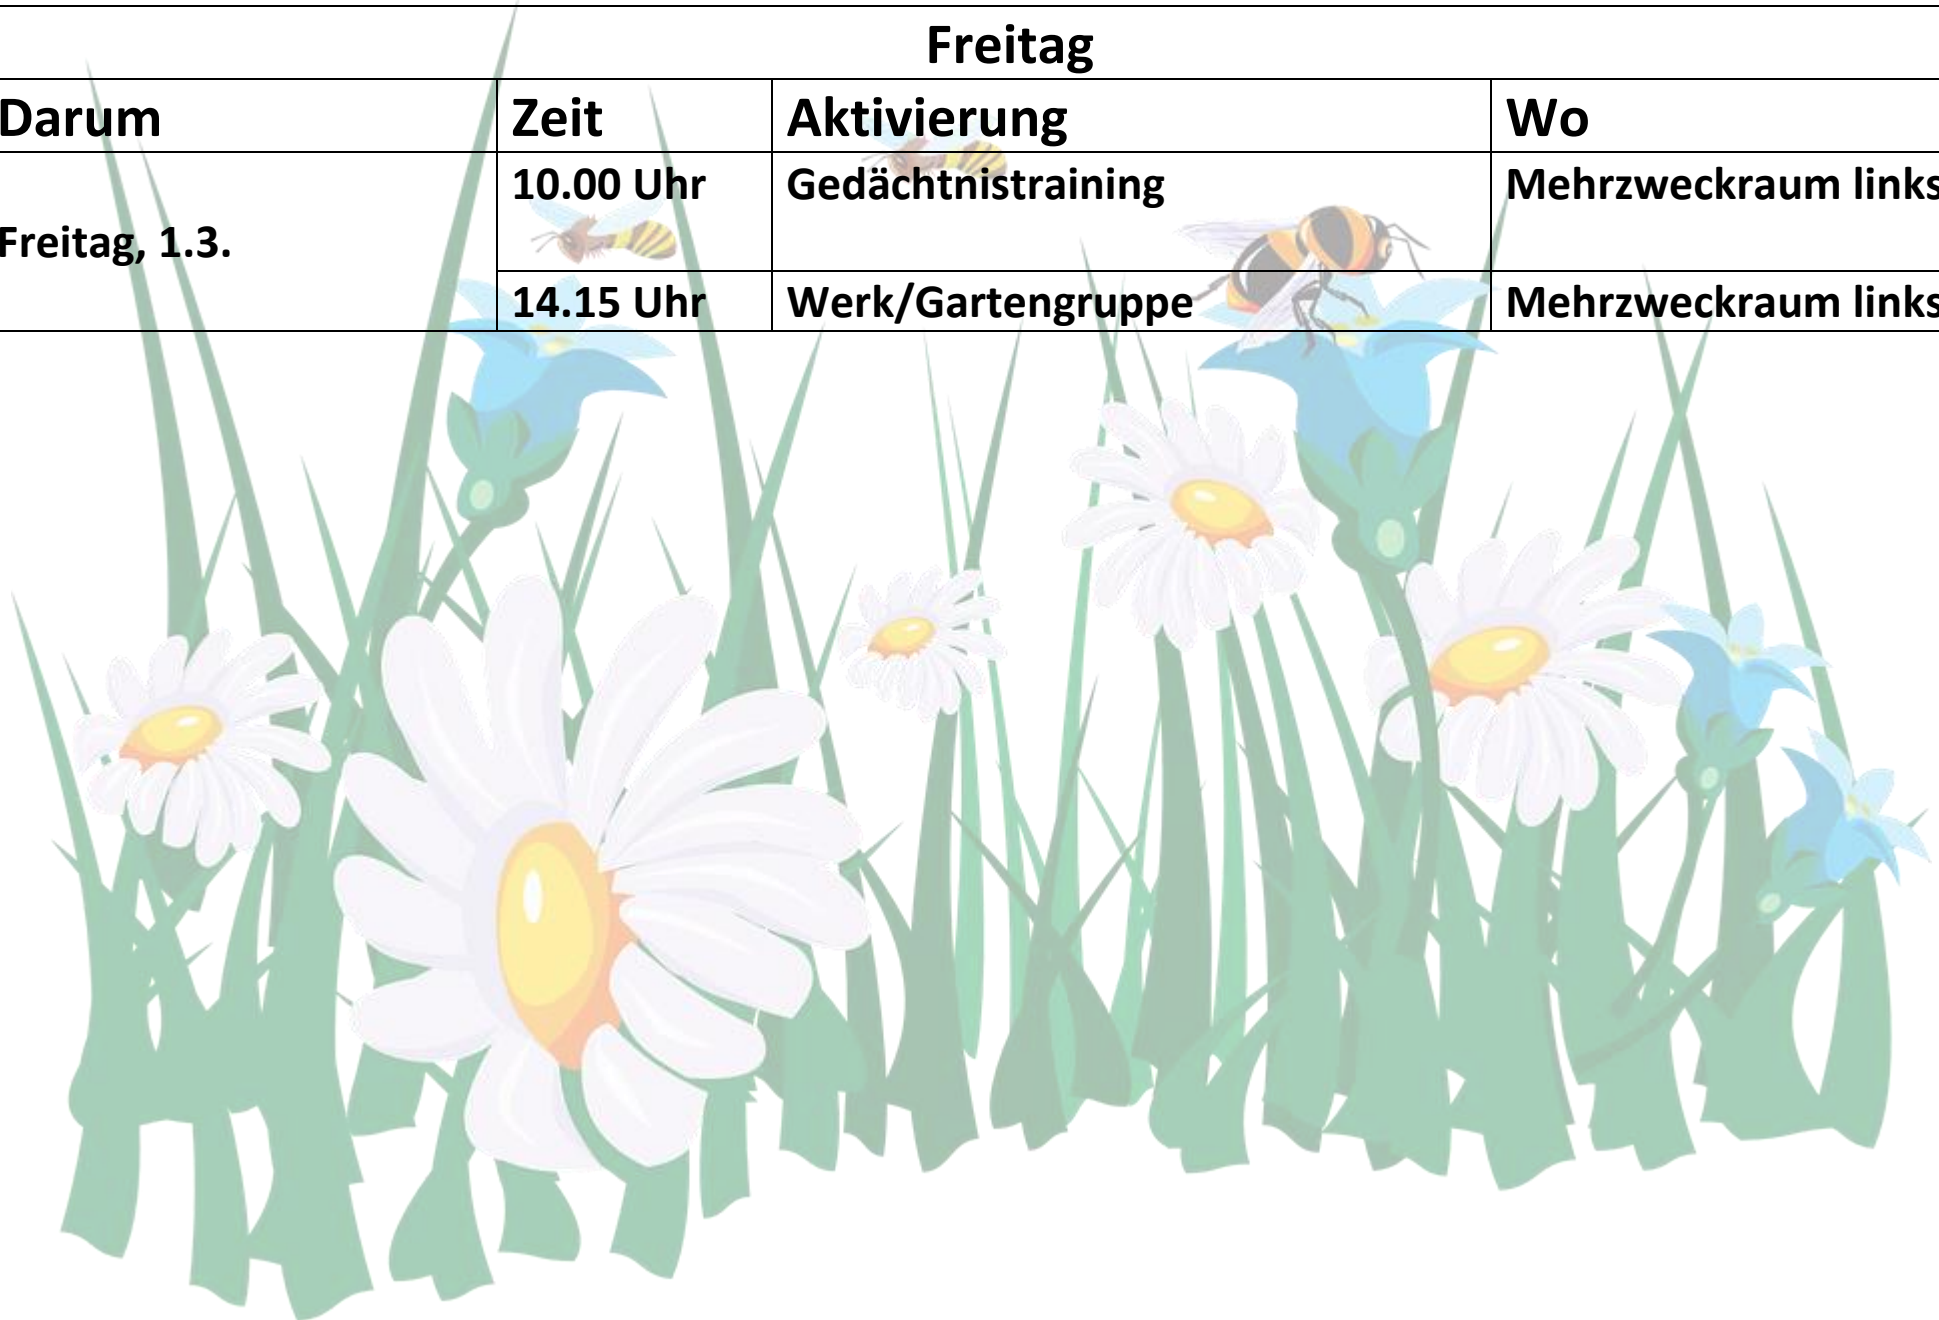 Freitag
Darum Zeit Aktivierung Wo
10.00 Uhr Gedächtnistraining Mehrzweckraum links
Freitag, 1.3.
14.15 Uhr Werk/Gartengruppe Mehrzweckraum links